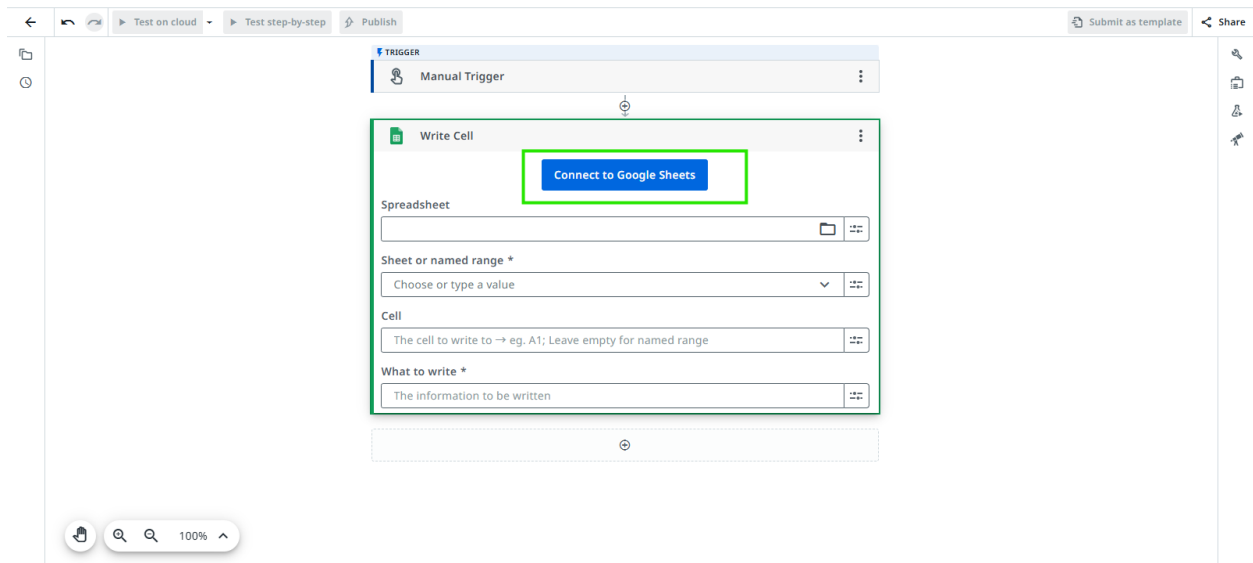 Test on cloud
Test step-by-step
Publish
Submit as template
Share
TRIGGER
Manual Trigger
Write Cell
Connect to Google Sheets
Spreadsheet
Sheet or named range *
Choose or type a value
Cell
The cell to write to → eg. A1; Leave empty for named range
What to write *
The information to be written
100%